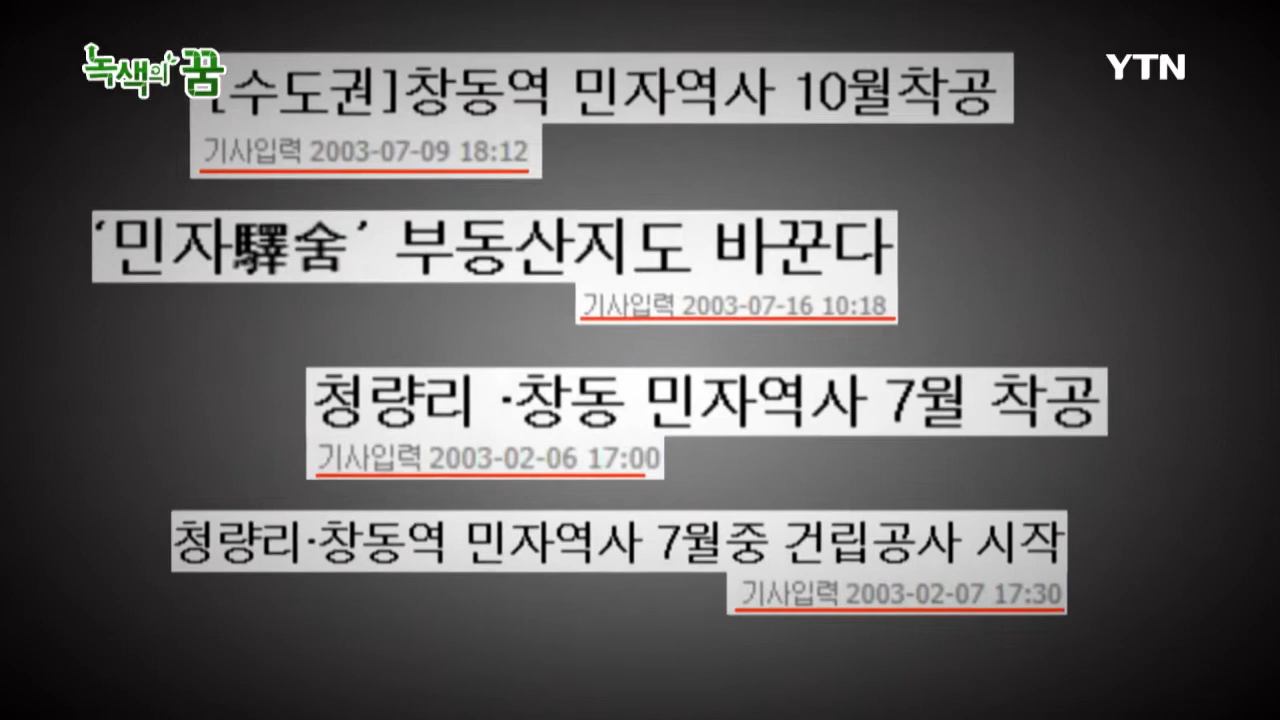 녹색의 꿈
YTN
[수도권]창동역 민자역사 10월착공
기사입력 2003-07-09 18:12
‘민자驛舍’ 부동산지도 바꾼다
기사입력 2003-07-16 10:18
청량리 ·창동 민자역사 7월 착공
기사입력 2003-02-06 17:00
청량리·창동역 민자역사 7월중 건립공사 시작
기사입력 2003-02-07 17:30